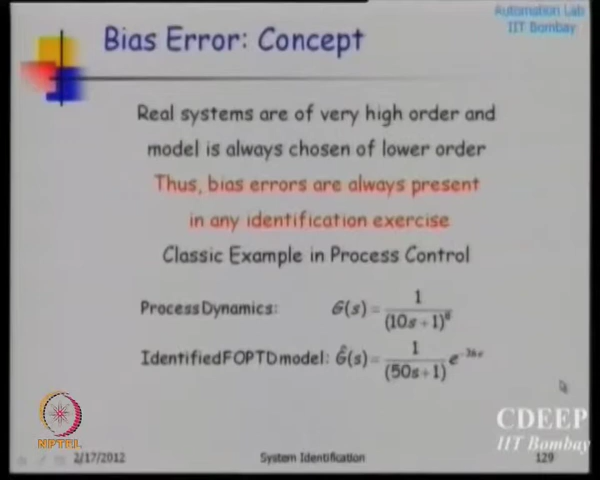 Automation Lab
IIT Bombay
Bias Error: Concept
Real systems are of very high order and
model is always chosen of lower order
Thus, bias errors are always present
in any identification exercise
Classic Example in Process Control
Process Dynamics: G(s) = 1 / (10s+1)^8
Identified FOPTD model: Ĝ(s) = 1 / (50s+1) e
NPTEL
CDEEP
IIT Bombay
2/17/2012 System Identification 129